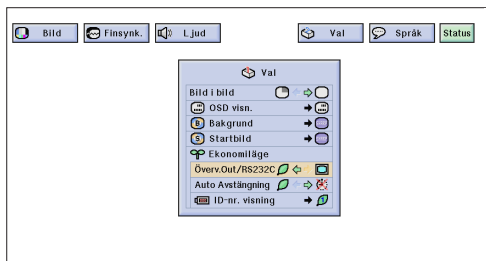 Bild Finsynk. Ljud Val Språk Status
Val
Bild i bild
OSD visn.
B Bakgrund
S Startbild
Ekonomiläge
Överv.Out/RS232C
Auto Avstängning
ID-nr. visning 1